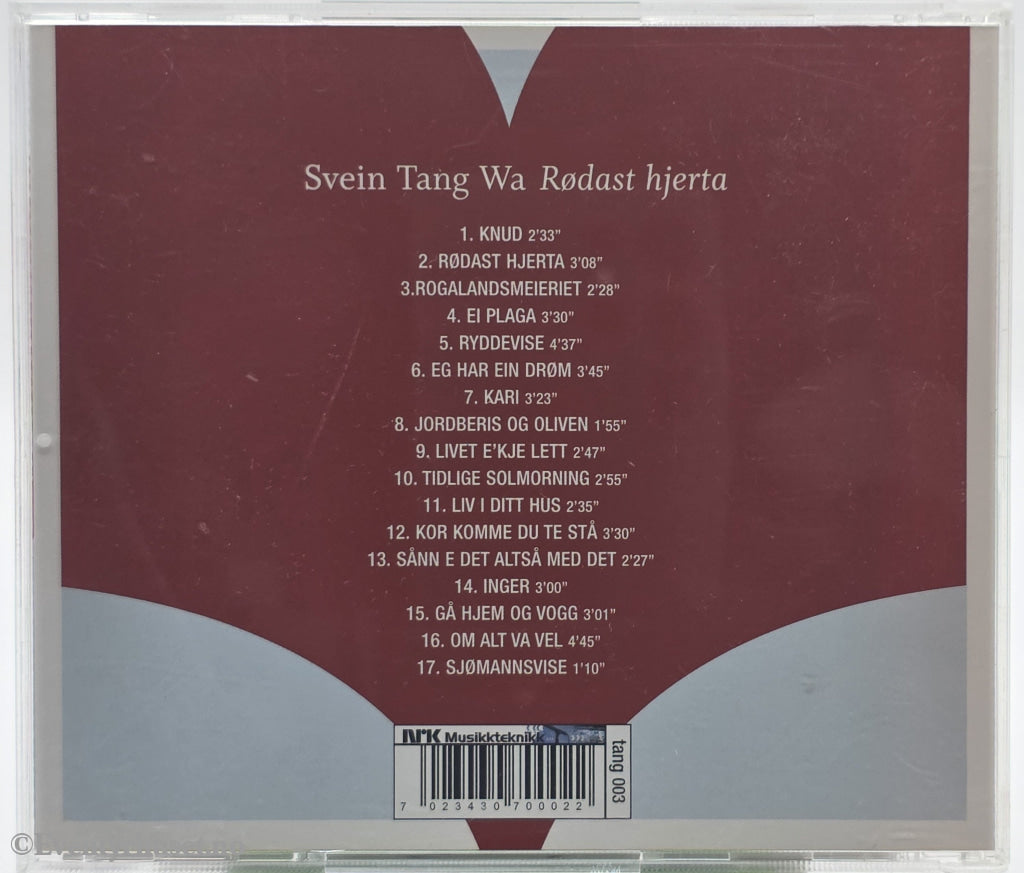 Svein Tang Wa Rødast hjerta
1. KNUD 2’33”
2. RØDAST HJERTA 3’08”
3.ROGALANDSMEIERIET 2’28”
4. EI PLAGA 3’30”
5. RYDDEVISE 4’37”
6. EG HAR EIN DRØM 3’45”
7. KARI 3’23”
8. JORDBERIS OG OLIVEN 1’55”
9. LIVET E’KJE LETT 2’47”
10. TIDLIGE SOLMORNING 2’55”
11. LIV I DITT HUS 2’35”
12. KOR KOMME DU TE STÅ 3’30”
13. SÅNN E DET ALTSÅ MED DET 2’27”
14. INGER 3’00”
15. GÅ HJEM OG VOGG 3’01”
16. OM ALT VA VEL 4’45”
17. SJØMANNSVISE 1’10”
NRK Musikkteknikk
tang 003
7 023430 700022